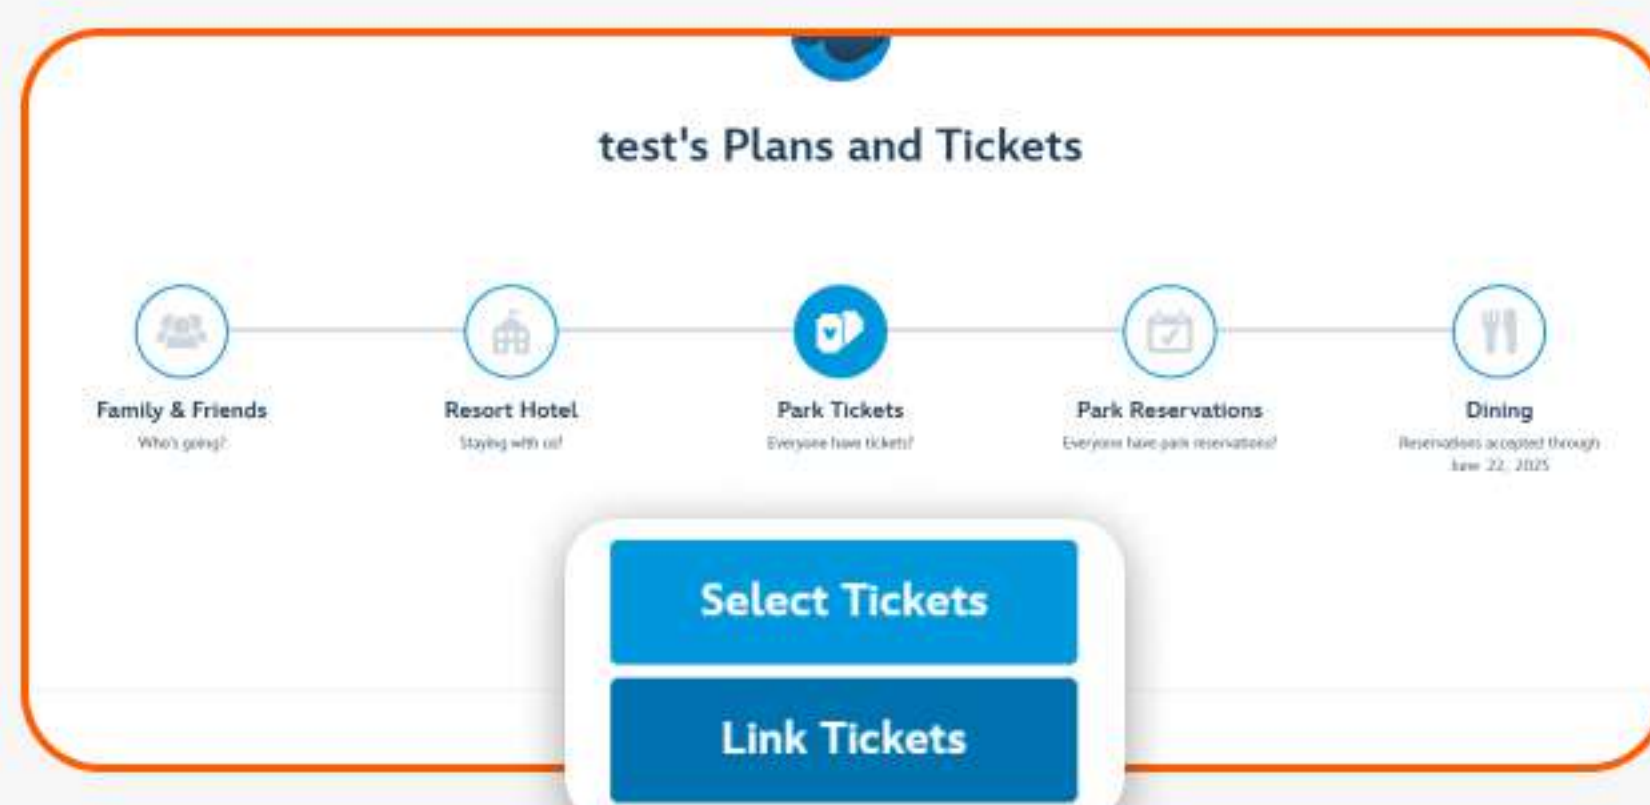 test's Plans and Tickets
Family & Friends
Who's going?
Resort Hotel
Staying with us?
Park Tickets
Everyone have tickets?
Park Reservations
Everyone have park reservations?
Dining
Reservations accepted through
June 22, 2025
Select Tickets
Link Tickets